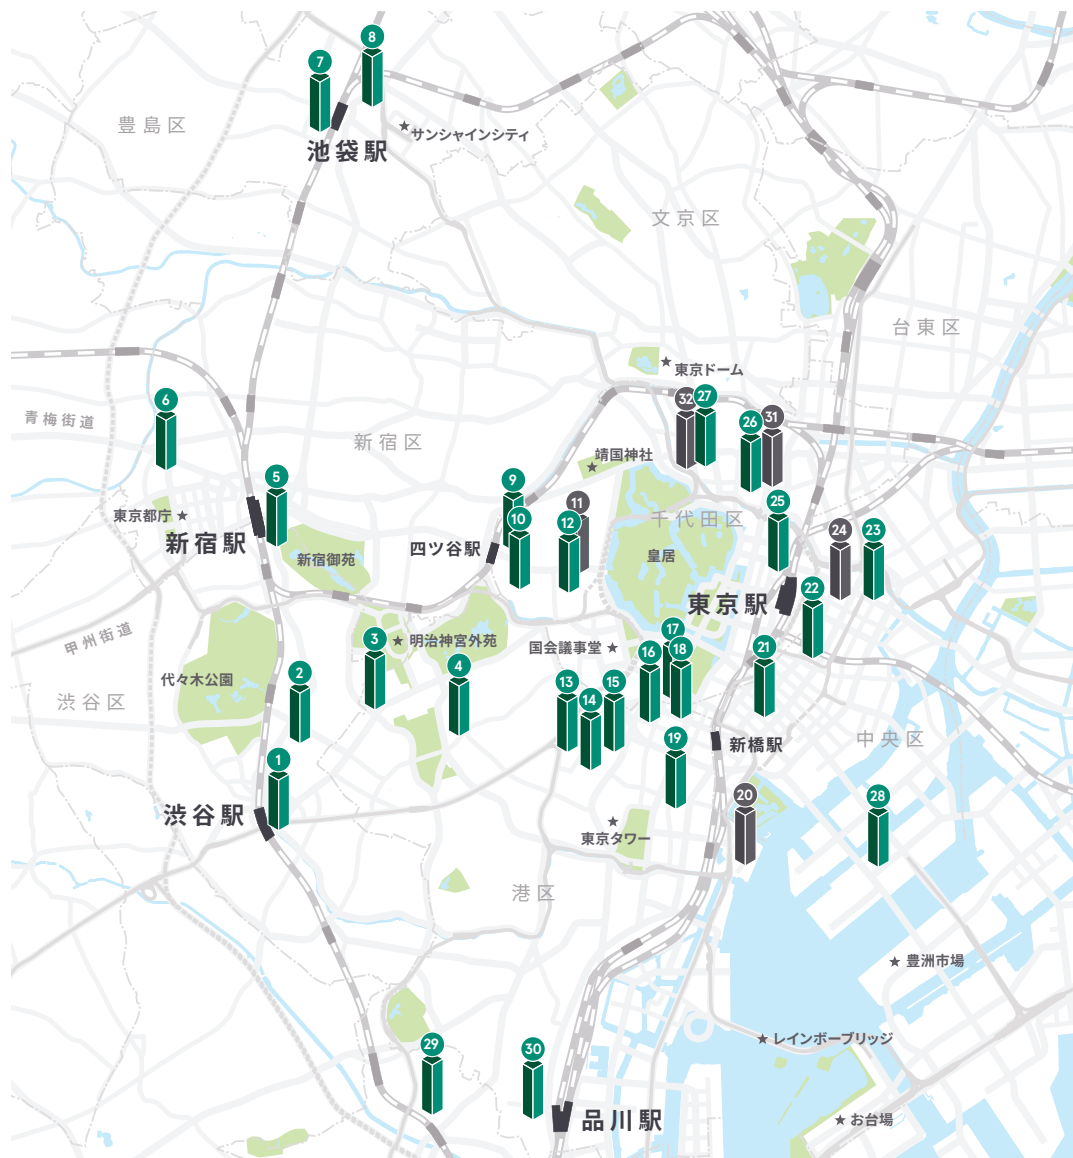 8
7
豊島区
サンシャインシティ
池袋駅
文京区
台東区
東京ドーム
6
32
27
青梅街道
26
31
新宿区
靖国神社
5
9
11
25
東京都庁
10
12
千代田区
24
23
新宿駅
四ツ谷駅
新宿御苑
皇居
22
東京駅
甲州街道
3
明治神宮外苑
国会議事堂
17
16
18
21
2
代々木公園
4
13
15
渋谷区
14
19
新橋駅
中央区
1
20
28
渋谷駅
東京タワー
港区
豊洲市場
レインボーブリッジ
29
30
品川駅
お台場